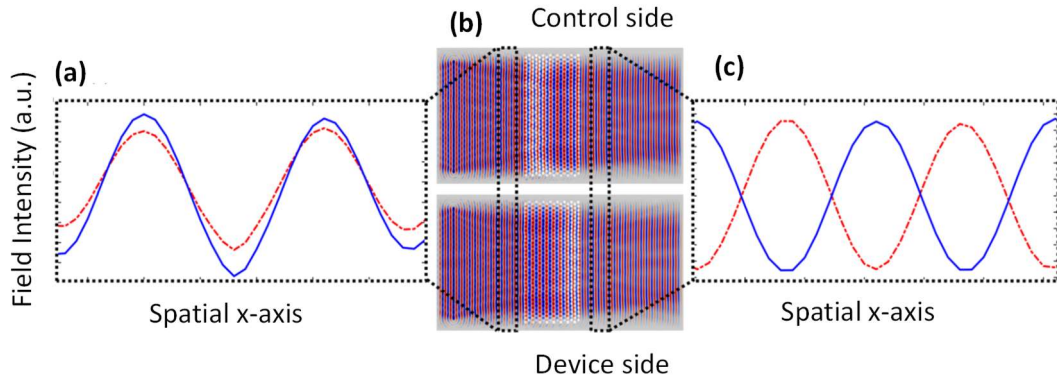 (b)
Control side
(a)
(c)
Field Intensity (a.u.)
Spatial x-axis
Spatial x-axis
Device side